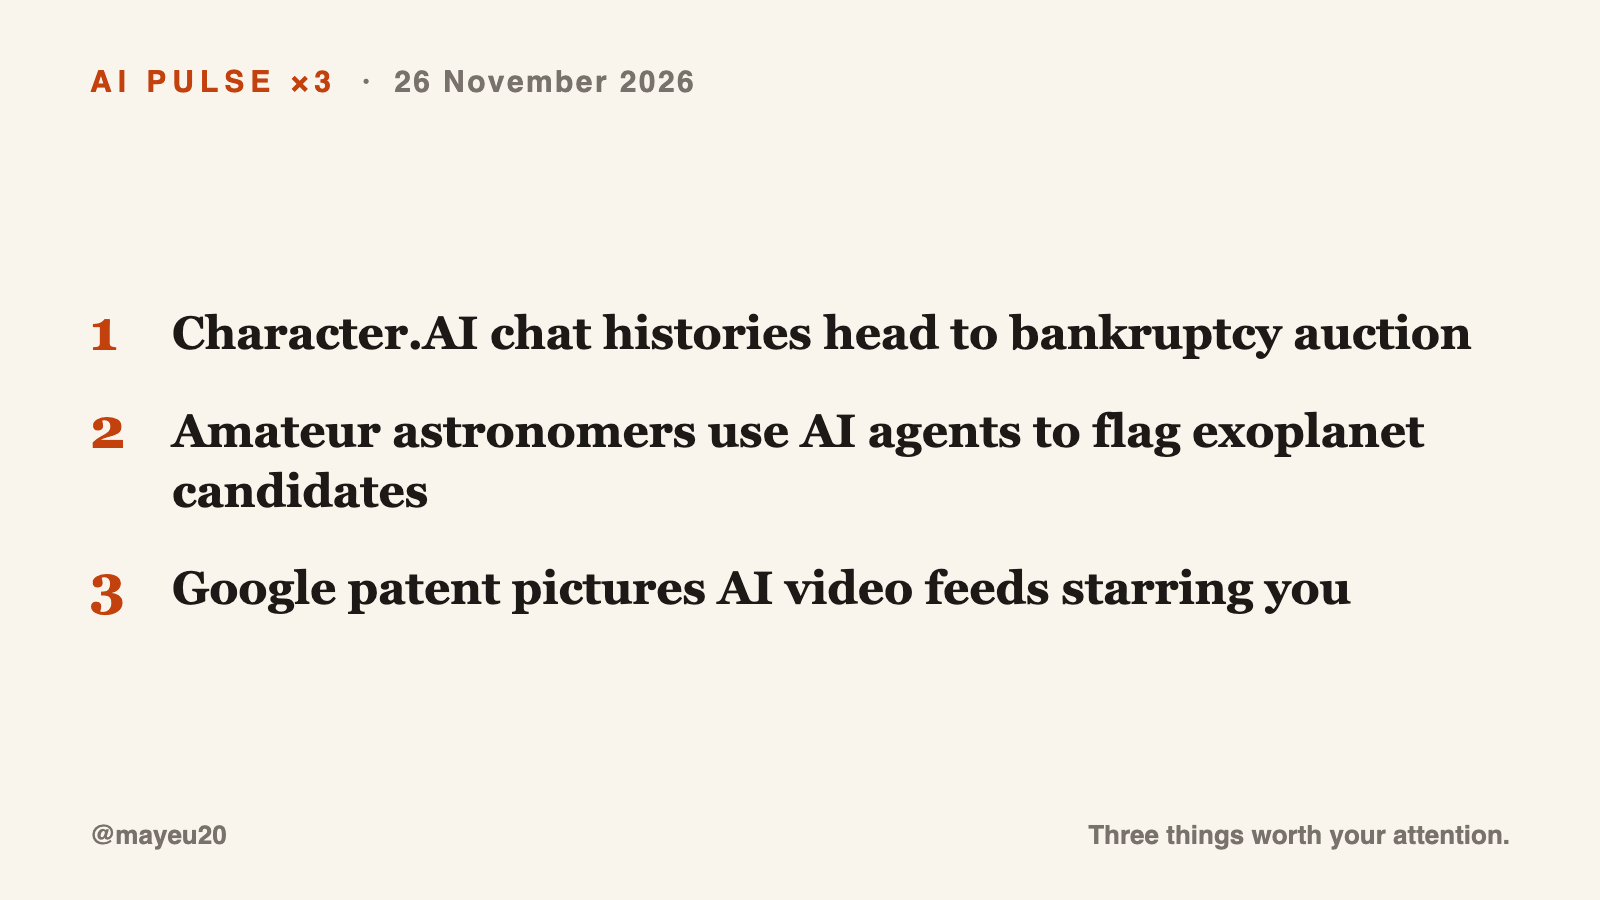 AI PULSE ×3 · 26 November 2026
1 Character.AI chat histories head to bankruptcy auction
2 Amateur astronomers use AI agents to flag exoplanet
candidates
3 Google patent pictures AI video feeds starring you
@mayeu20
Three things worth your attention.